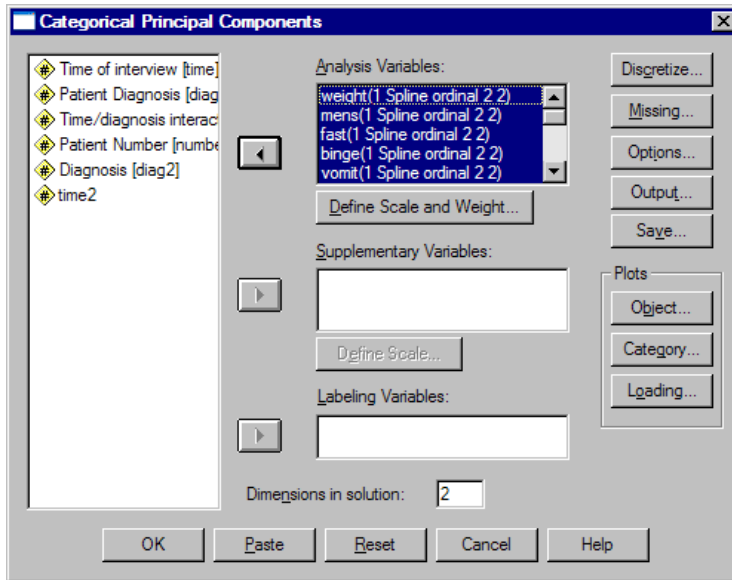 Categorical Principal Components
Time of interview [time]
Patient Diagnosis [diag
Time/diagnosis interac
Patient Number [numbe
Diagnosis [diag2]
time2
Analysis Variables:
weight(1 Spline ordinal 2 2)
mens(1 Spline ordinal 2 2)
fast(1 Spline ordinal 2 2)
binge(1 Spline ordinal 2 2)
vomit(1 Spline ordinal 2 2)
Define Scale and Weight...
Supplementary Variables:
Define Scale...
Labeling Variables:
Dimensions in solution: 2
Discretize...
Missing...
Options...
Output...
Save...
Plots
Object...
Category...
Loading...
OK Paste Reset Cancel Help